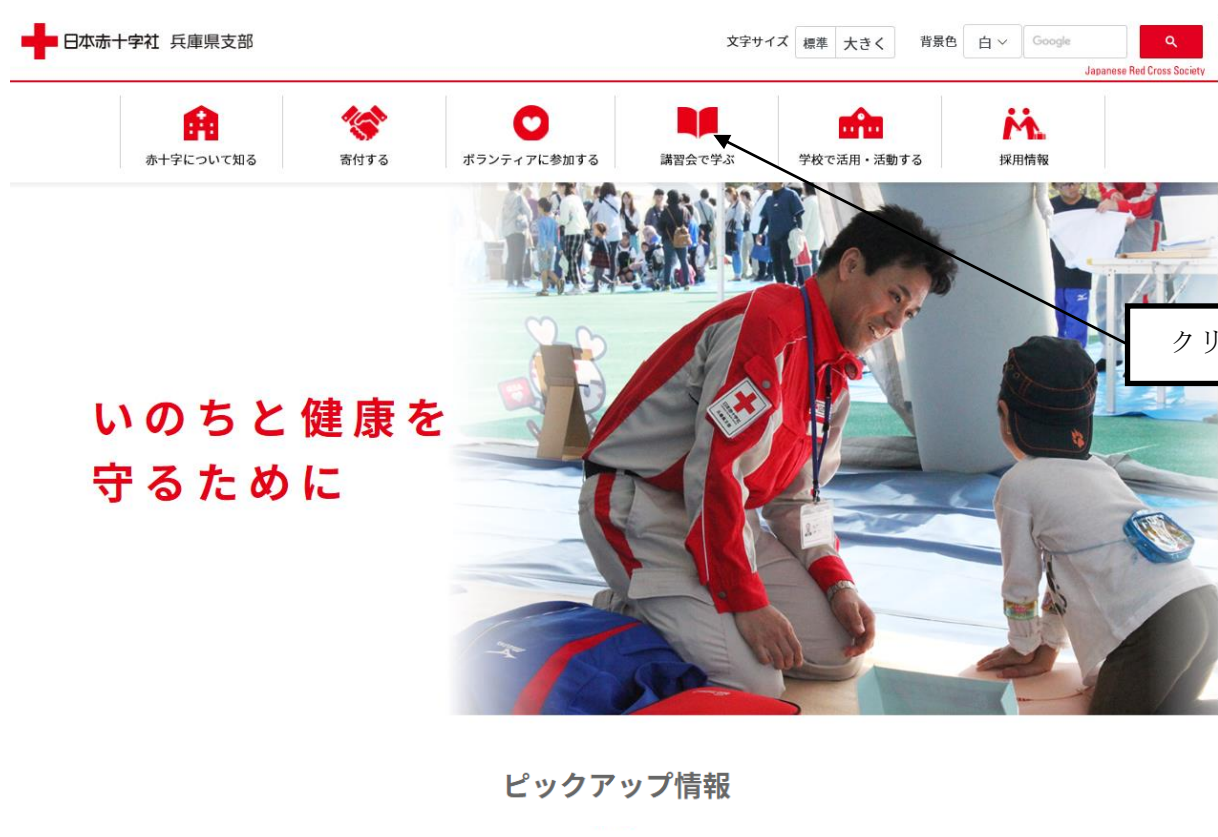 日本赤十字社 兵庫県支部
文字サイズ 標準 大きく 背景色 白 Google
Japanese Red Cross Society
赤十字について知る 寄付する ボランティアに参加する 講習会で学ぶ 学校で活用・活動する 採用情報
クリ
いのちと健康を
守るために
ピックアップ情報